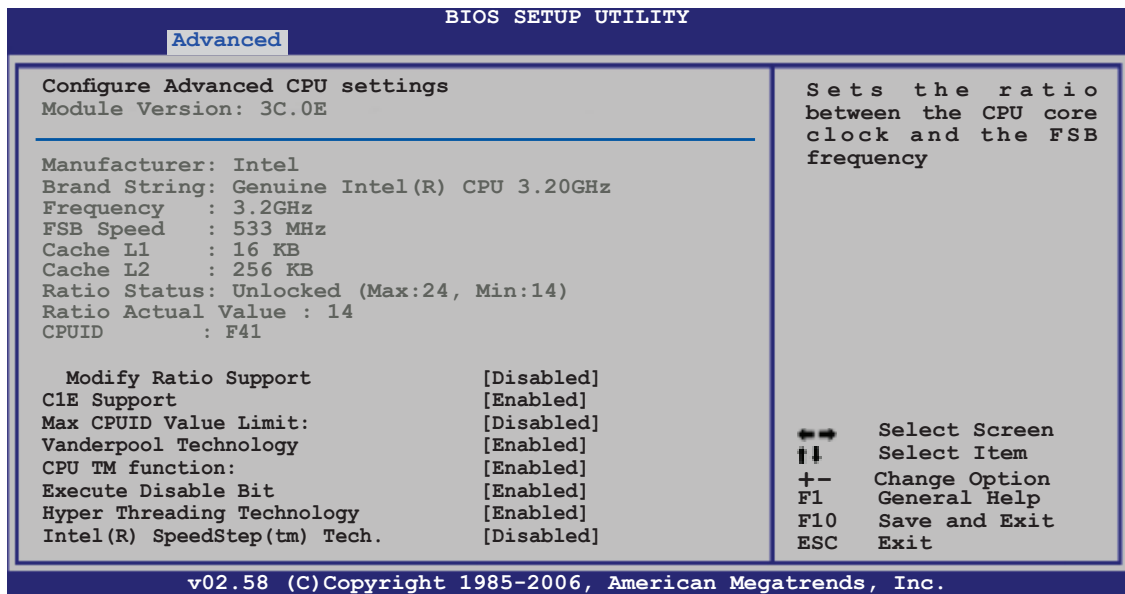 BIOS SETUP UTILITY
Advanced
Configure Advanced CPU settings
Module Version: 3C.0E
Manufacturer: Intel
Brand String: Genuine Intel(R) CPU 3.20GHz
Frequency : 3.2GHz
FSB Speed : 533 MHz
Cache L1 : 16 KB
Cache L2 : 256 KB
Ratio Status: Unlocked (Max:24, Min:14)
Ratio Actual Value : 14
CPUID : F41
Modify Ratio Support [Disabled]
C1E Support [Enabled]
Max CPUID Value Limit: [Disabled]
Vanderpool Technology [Enabled]
CPU TM function: [Enabled]
Execute Disable Bit [Enabled]
Hyper Threading Technology [Enabled]
Intel(R) SpeedStep(tm) Tech. [Disabled]
Sets the ratio
between the CPU core
clock and the FSB
frequency
←→ Select Screen
↑↓ Select Item
+- Change Option
F1 General Help
F10 Save and Exit
ESC Exit
v02.58 (C)Copyright 1985-2006, American Megatrends, Inc.